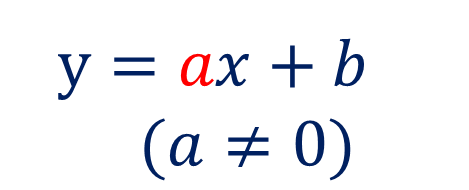 y = ax + b
(a ≠ 0)